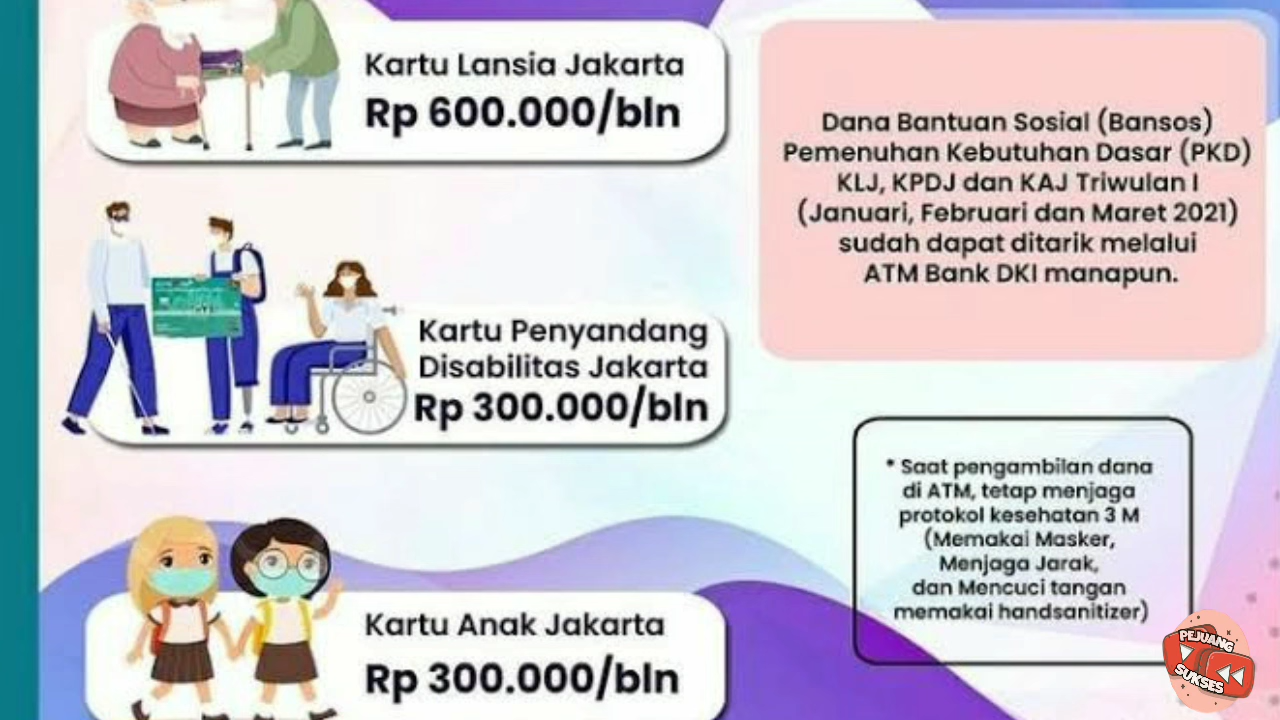 Kartu Lansia Jakarta
Rp 600.000/bln
Kartu Penyandang
Disabilitas Jakarta
Rp 300.000/bln
Kartu Anak Jakarta
Rp 300.000/bln
Dana Bantuan Sosial (Bansos)
Pemenuhan Kebutuhan Dasar (PKD)
KLJ, KPDJ dan KAJ Triwulan I
(Januari, Februari dan Maret 2021)
sudah dapat ditarik melalui
ATM Bank DKI manapun.
* Saat pengambilan dana
di ATM, tetap menjaga
protokol kesehatan 3 M
(Memakai Masker,
Menjaga Jarak,
dan Mencuci tangan
memakai handsanitizer)
PEJUANG
SUKSES